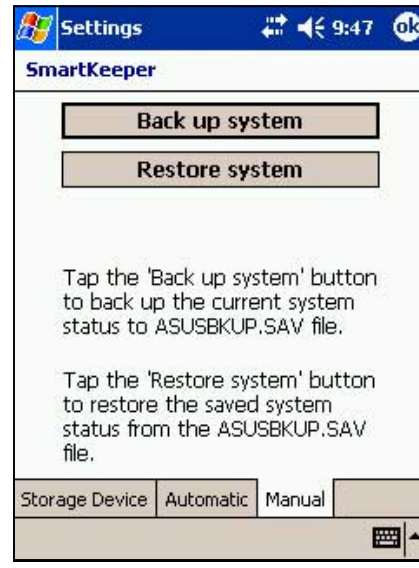 Settings 9:47 ok
SmartKeeper
Back up system
Restore system
Tap the 'Back up system' button
to back up the current system
status to ASUSBKUP.SAV file.
Tap the 'Restore system' button
to restore the saved system
status from the ASUSBKUP.SAV
file.
Storage Device Automatic Manual